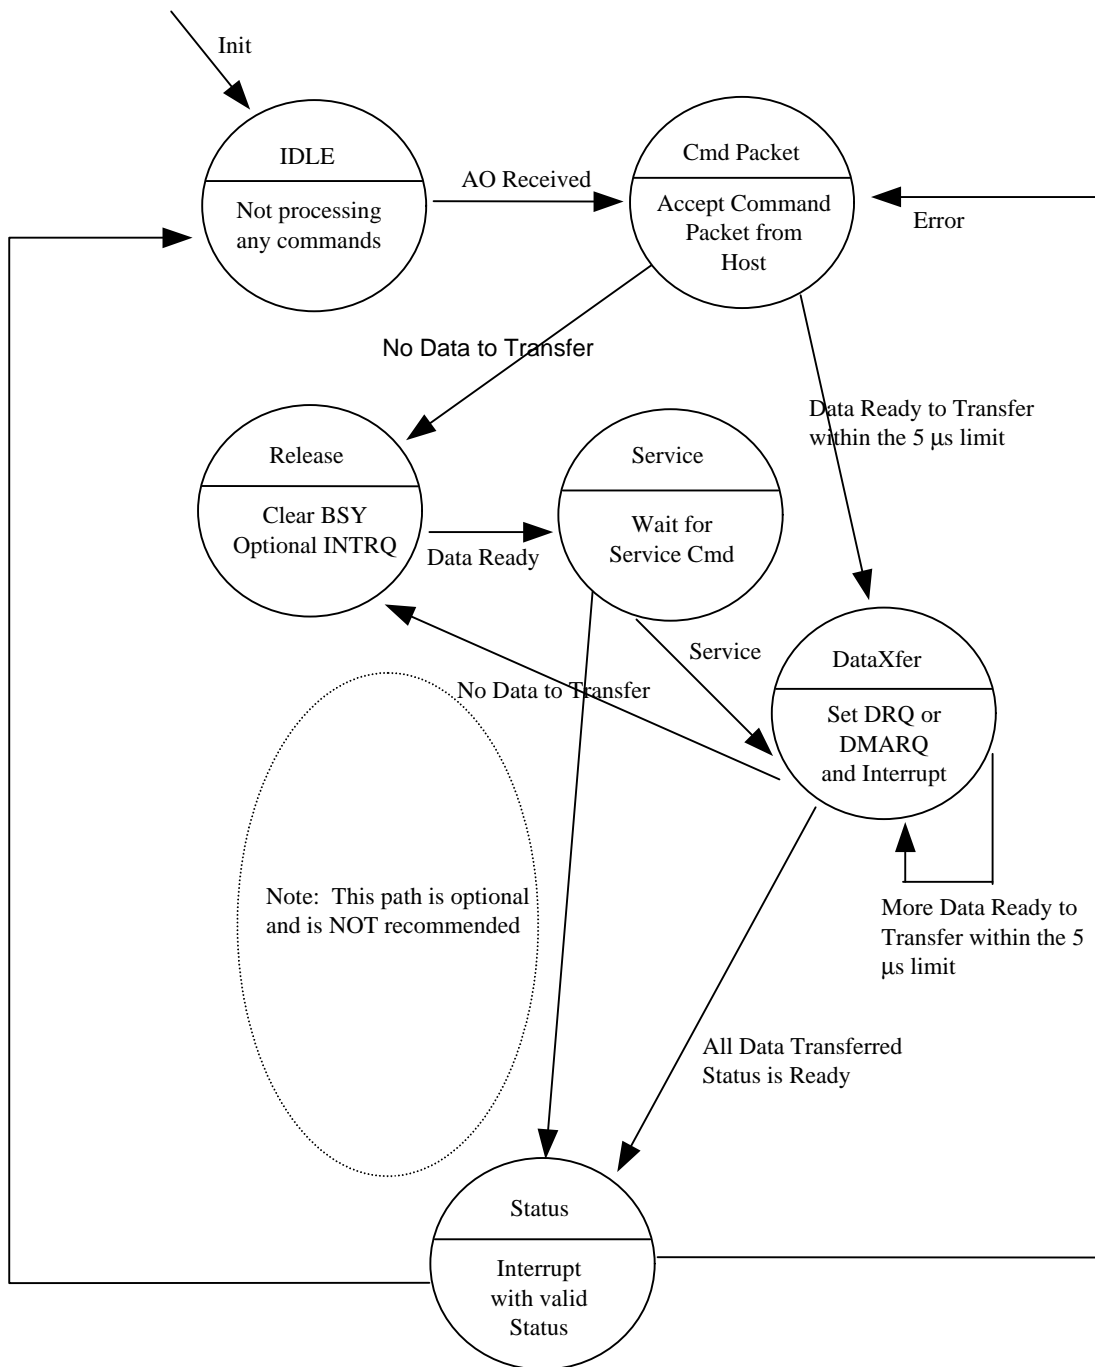 Init
IDLE
Not processing
any commands
AO Received
Cmd Packet
Accept Command
Packet from
Host
Error
No Data to Transfer
Data Ready to Transfer
within the 5 μs limit
Release
Clear BSY
Optional INTRQ
Data Ready
Service
Wait for
Service Cmd
Service
No Data to Transfer
DataXfer
Set DRQ or
DMARQ
and Interrupt
Note:  This path is optional
and is NOT recommended
More Data Ready to
Transfer within the 5
μs limit
All Data Transferred
Status is Ready
Status
Interrupt
with valid
Status